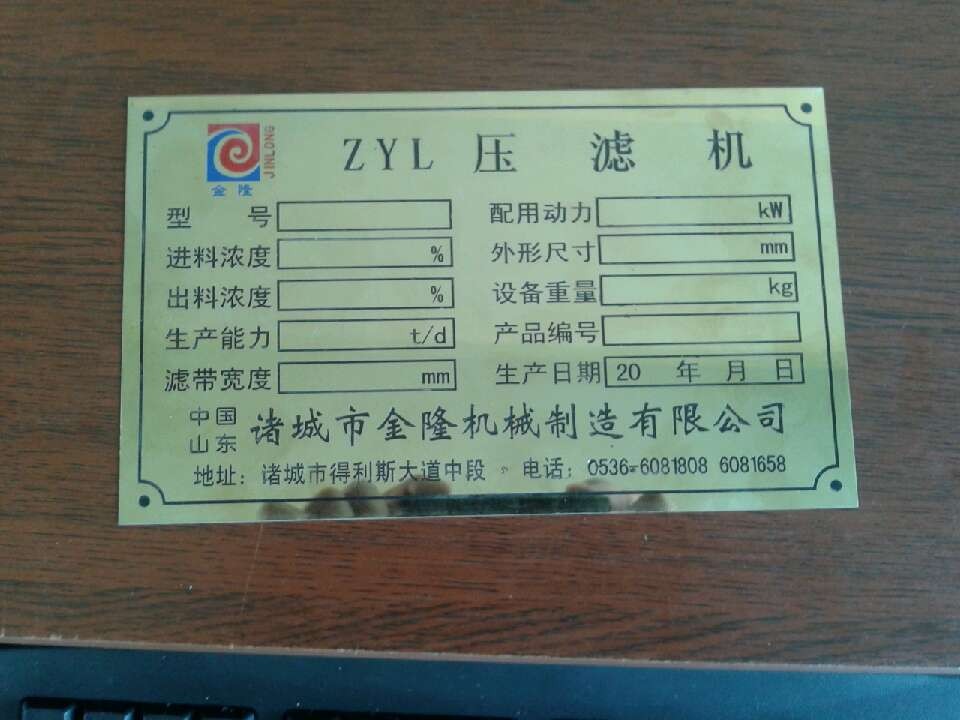 JINLONG
金隆
ZYL 压滤机
型号
配用动力 kW
进料浓度 %
外形尺寸 mm
出料浓度 %
设备重量 kg
生产能力 t/d
产品编号
滤带宽度 mm
生产日期 20 年 月 日
中国山东 诸城市金隆机械制造有限公司
地址：诸城市得利斯大道中段 。 电话：0536-6081808 6081658